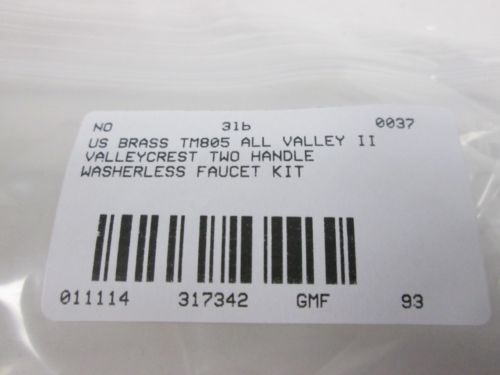 NO 31b 0037
US BRASS TM805 ALL VALLEY II
VALLEYCREST TWO HANDLE
WASHERLESS FAUCET KIT
011114 317342 GMF 93